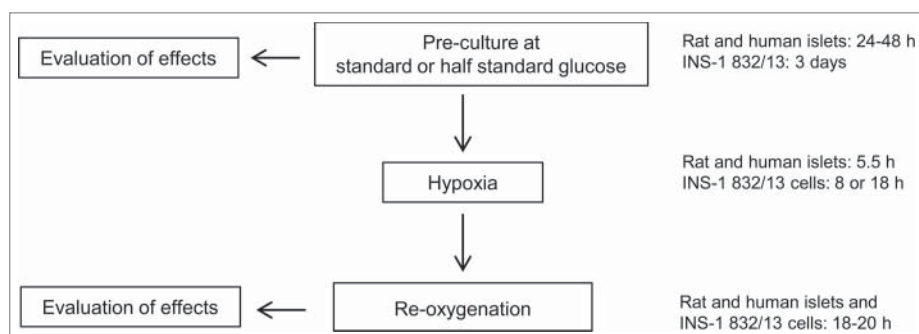 Evaluation of effects
Pre-culture at
standard or half standard glucose
Rat and human islets: 24-48 h
INS-1 832/13: 3 days
Hypoxia
Rat and human islets: 5.5 h
INS-1 832/13 cells: 8 or 18 h
Evaluation of effects
Re-oxygenation
Rat and human islets and
INS-1 832/13 cells: 18-20 h